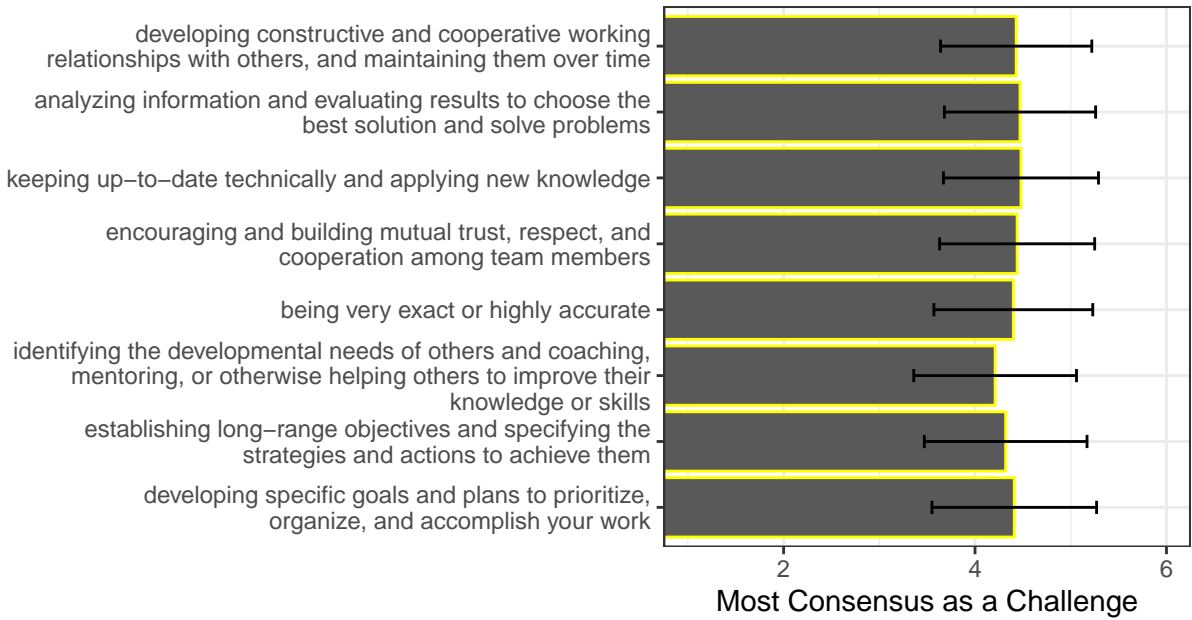 developing constructive and cooperative working
relationships with others, and maintaining them over time
analyzing information and evaluating results to choose the
best solution and solve problems
keeping up−to−date technically and applying new knowledge
encouraging and building mutual trust, respect, and
cooperation among team members
being very exact or highly accurate
identifying the developmental needs of others and coaching,
mentoring, or otherwise helping others to improve their
knowledge or skills
establishing long−range objectives and specifying the
strategies and actions to achieve them
developing specific goals and plans to prioritize,
organize, and accomplish your work
2 4 6
Most Consensus as a Challenge